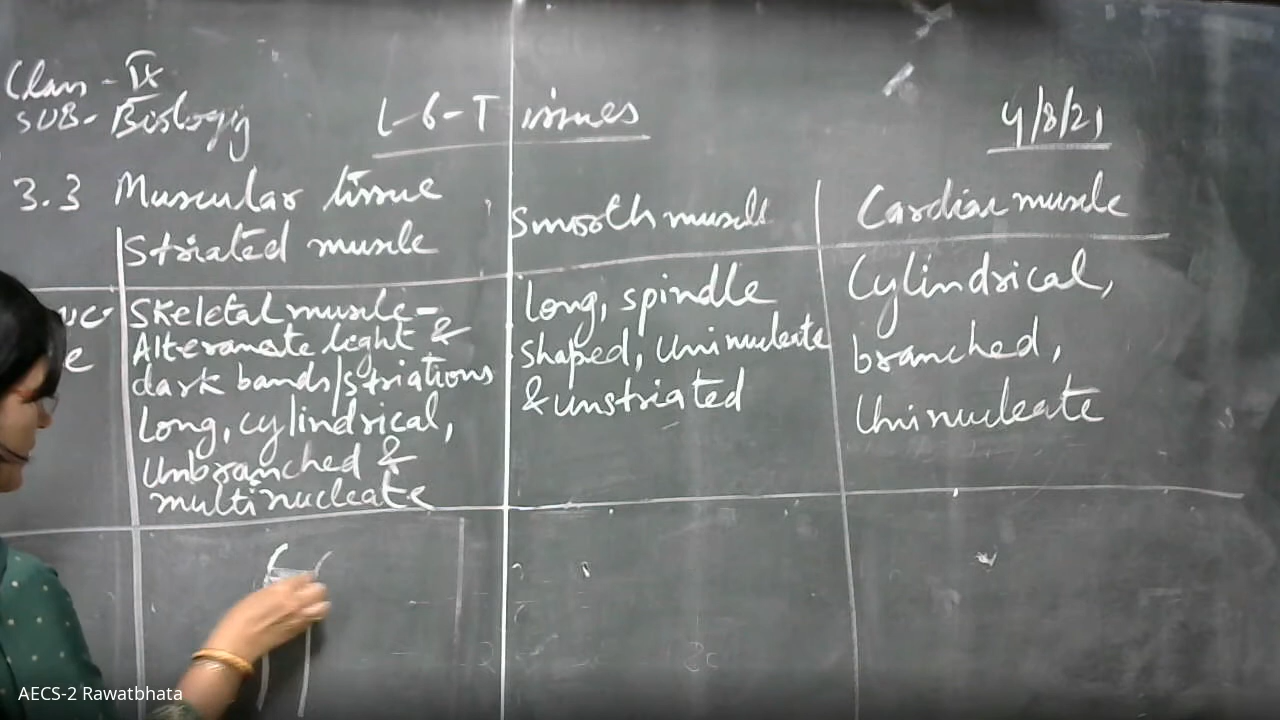 Class - IX
SUB- Biology
L-6-Tissues
4/8/21
3.3 Muscular tissue
Striated muscle
Smooth muscle
Cardiac muscle
uc
e
Skeletal muscle-
Alteranate light &
dark bands/striations
Long, cylindrical,
Unbranched &
multinucleate
Long, spindle
shaped, Uninucleate
& unstriated
Cylindrical,
branched,
Uninucleate
AECS-2 Rawatbhata